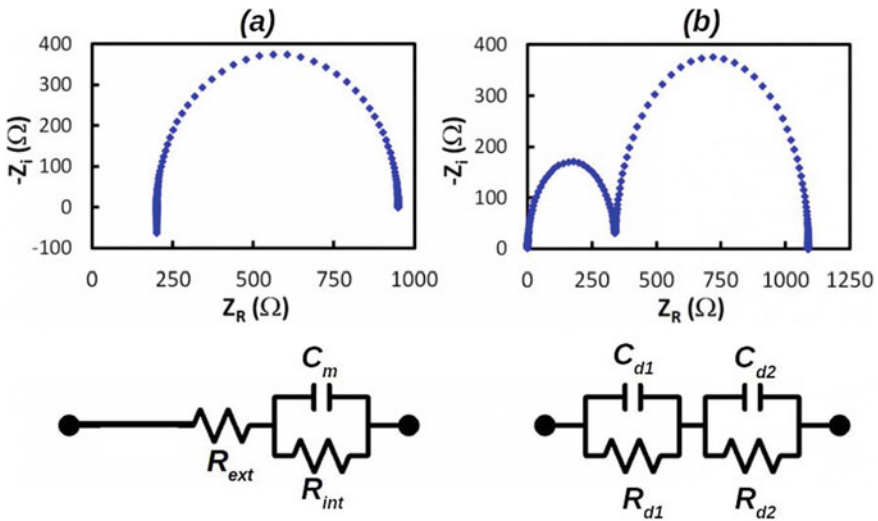 (a)
400
300
200
100
0
-100
-Zi (Ω)
0 250 500 750 1000
ZR (Ω)
Cm
Rext
Rint
(b)
400
300
200
100
0
-Zi (Ω)
0 250 500 750 1000 1250
ZR (Ω)
Cd1 Cd2
Rd1 Rd2